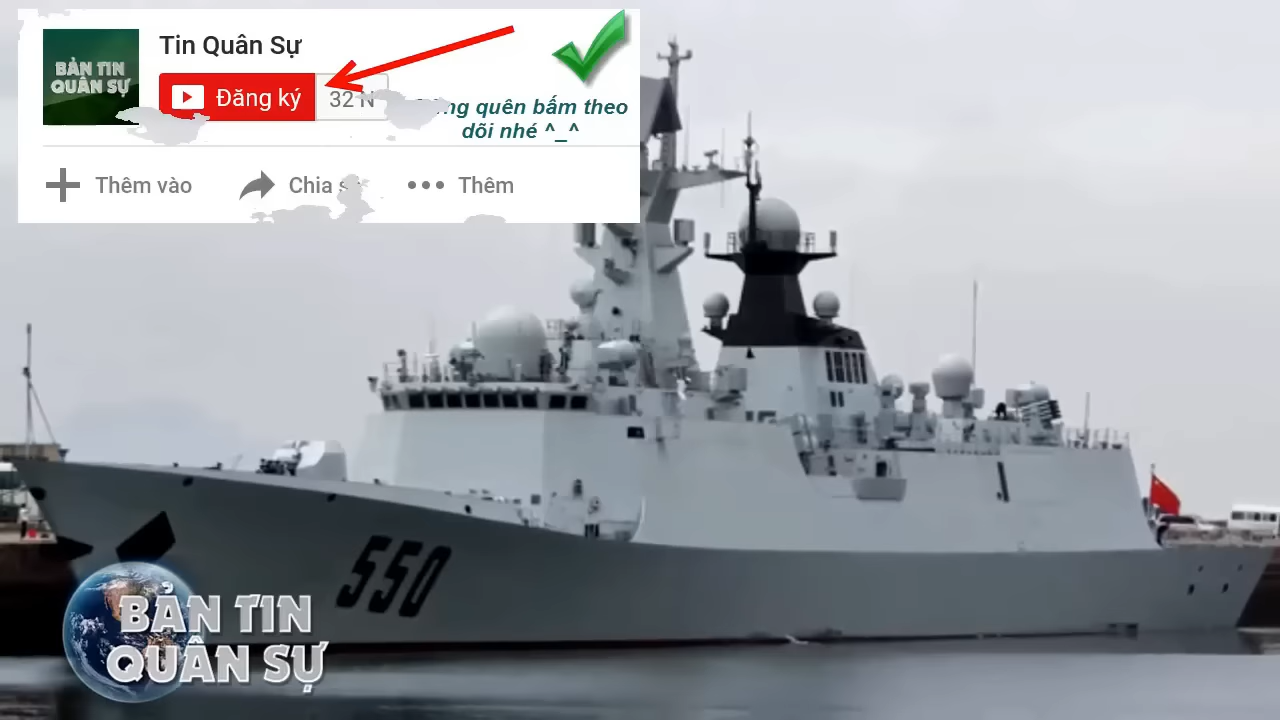 BẢN TIN
QUÂN SỰ
Tin Quân Sự
Đăng ký
32 N
quên bấm theo
dõi nhé ^_^
Thêm vào
Chia
Thêm
550
BẢN TIN
QUÂN SỰ